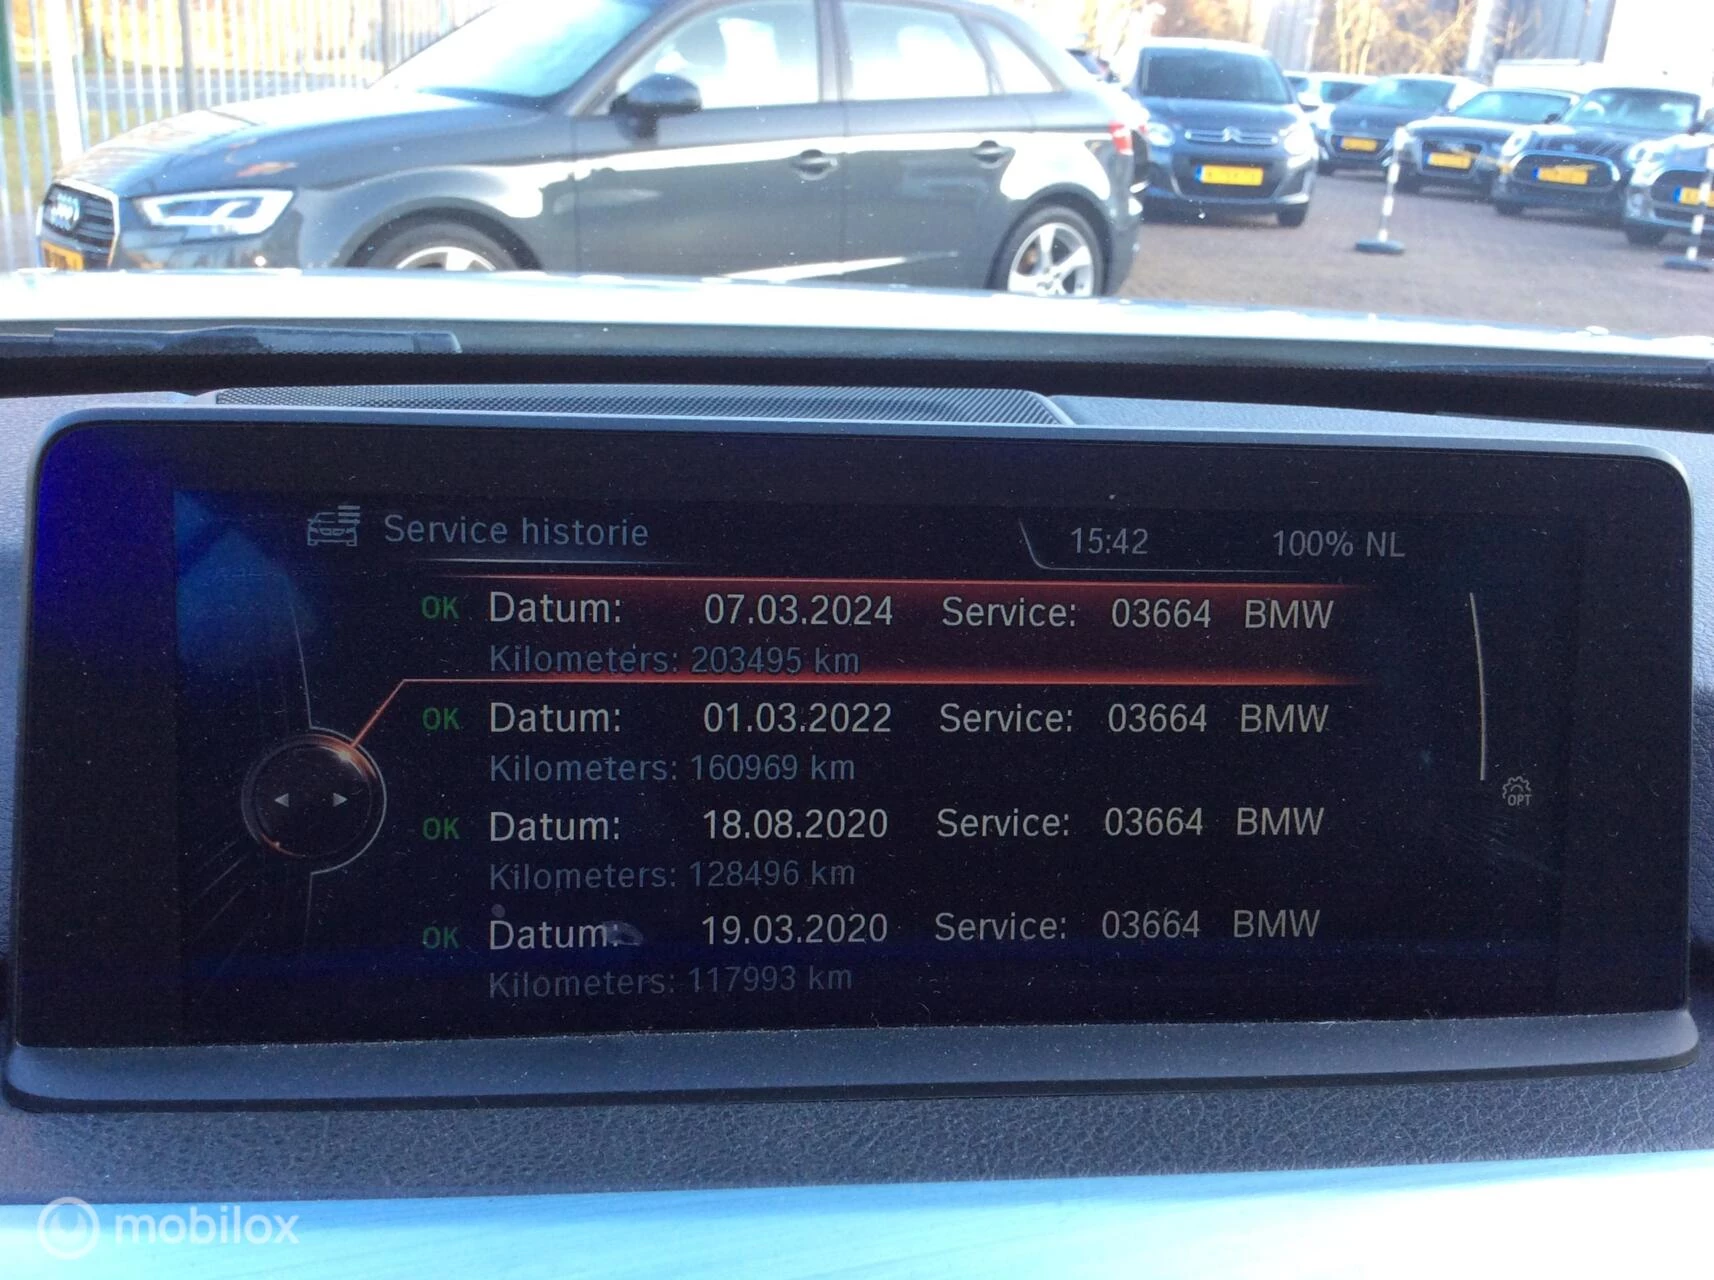 Service historie 15:42 100% NL
OK Datum: 07.03.2024 Service: 03664 BMW
Kilometers: 203495 km
OK Datum: 01.03.2022 Service: 03664 BMW
Kilometers: 160969 km
OPT
OK Datum: 18.08.2020 Service: 03664 BMW
Kilometers: 128496 km
OK Datum: 19.03.2020 Service: 03664 BMW
Kilometers: 117993 km
mobilox